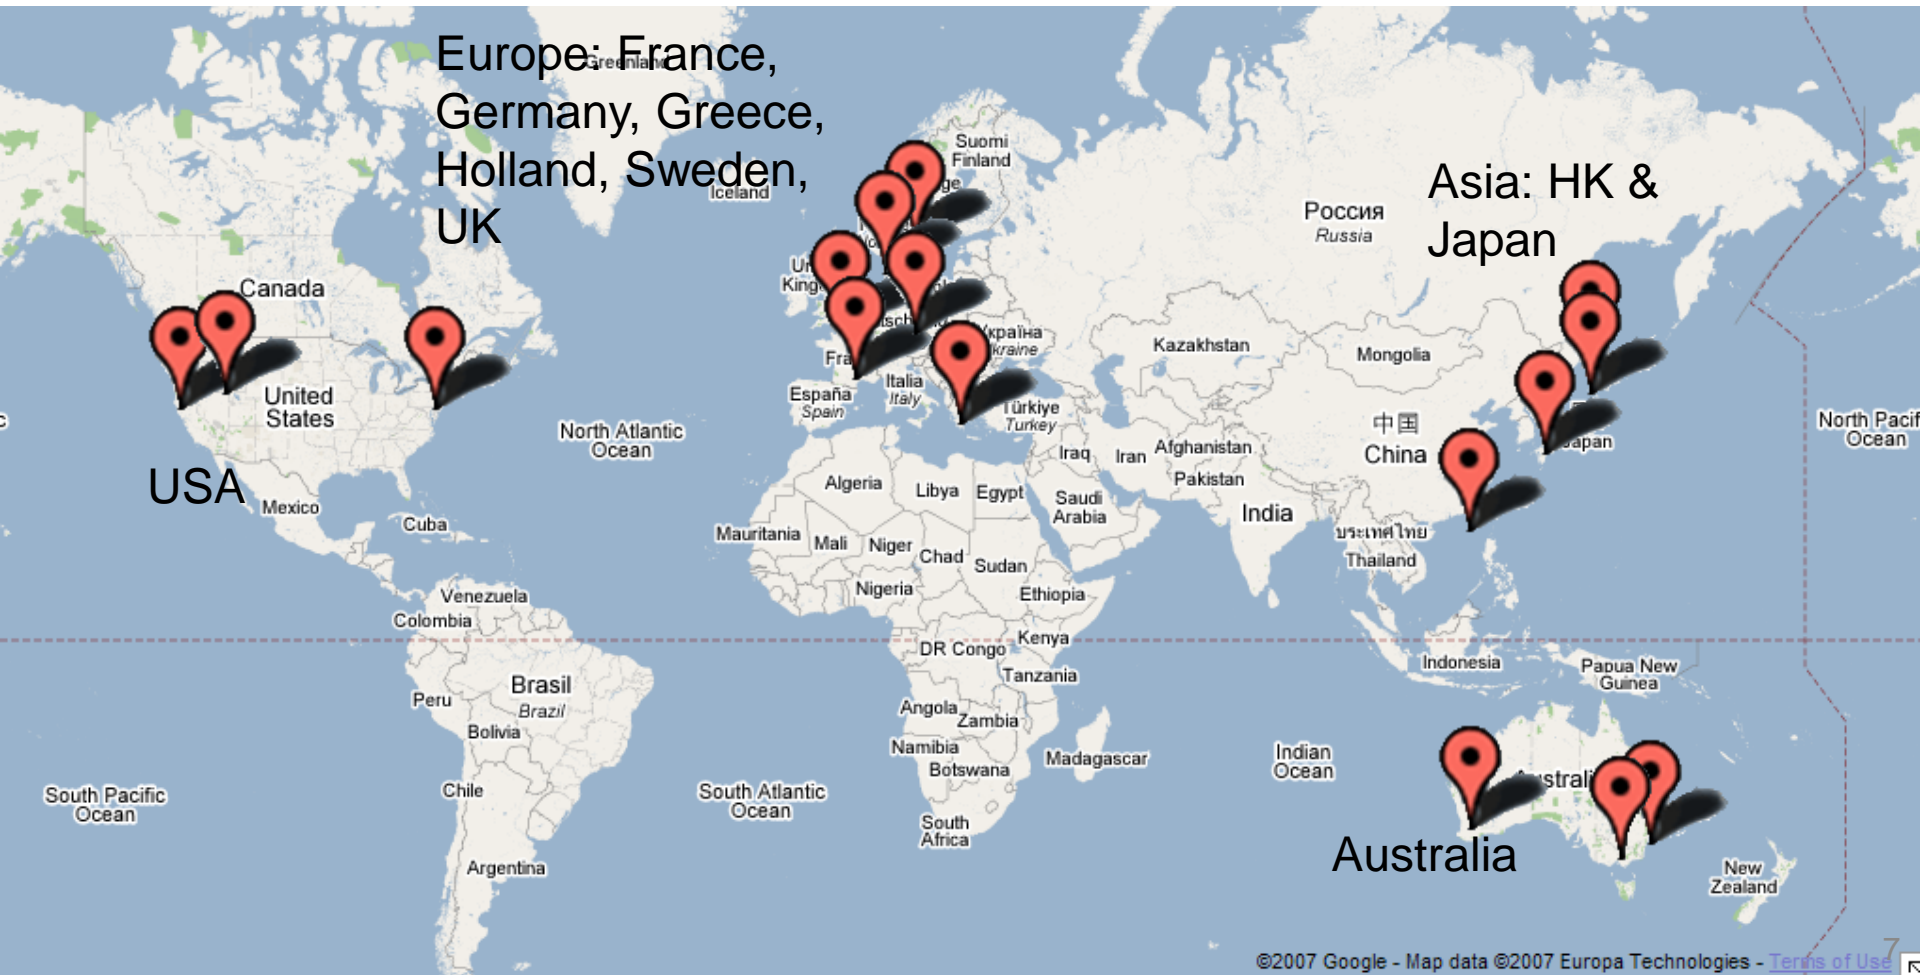 Europe: France,
Germany, Greece,
Holland, Sweden,
UK
Greenland
Iceland
Suomi
Finland
Asia: HK &
Japan
Россия
Russia
Canada
United
States
USA
Mexico
Cuba
North Atlantic
Ocean
España
Spain
Italia
Italy
Україна
Türkiye
Turkey
Kazakhstan
Mongolia
中国
China
Japan
North Pacif
Ocean
Iraq
Iran
Afghanistan
Pakistan
India
Saudi
Arabia
Algeria
Libya
Egypt
Mauritania
Mali
Niger
Chad
Sudan
Nigeria
Ethiopia
ประเทศไทย
Thailand
Venezuela
Colombia
DR Congo
Kenya
Tanzania
Indonesia
Papua New
Guinea
Peru
Brasil
Brazil
Bolivia
Angola
Zambia
Namibia
Botswana
Madagascar
Indian
Ocean
South Pacific
Ocean
Chile
South Atlantic
Ocean
South
Africa
Argentina
Australia
New
Zealand
©2007 Google - Map data ©2007 Europa Technologies - Terms of Use
7